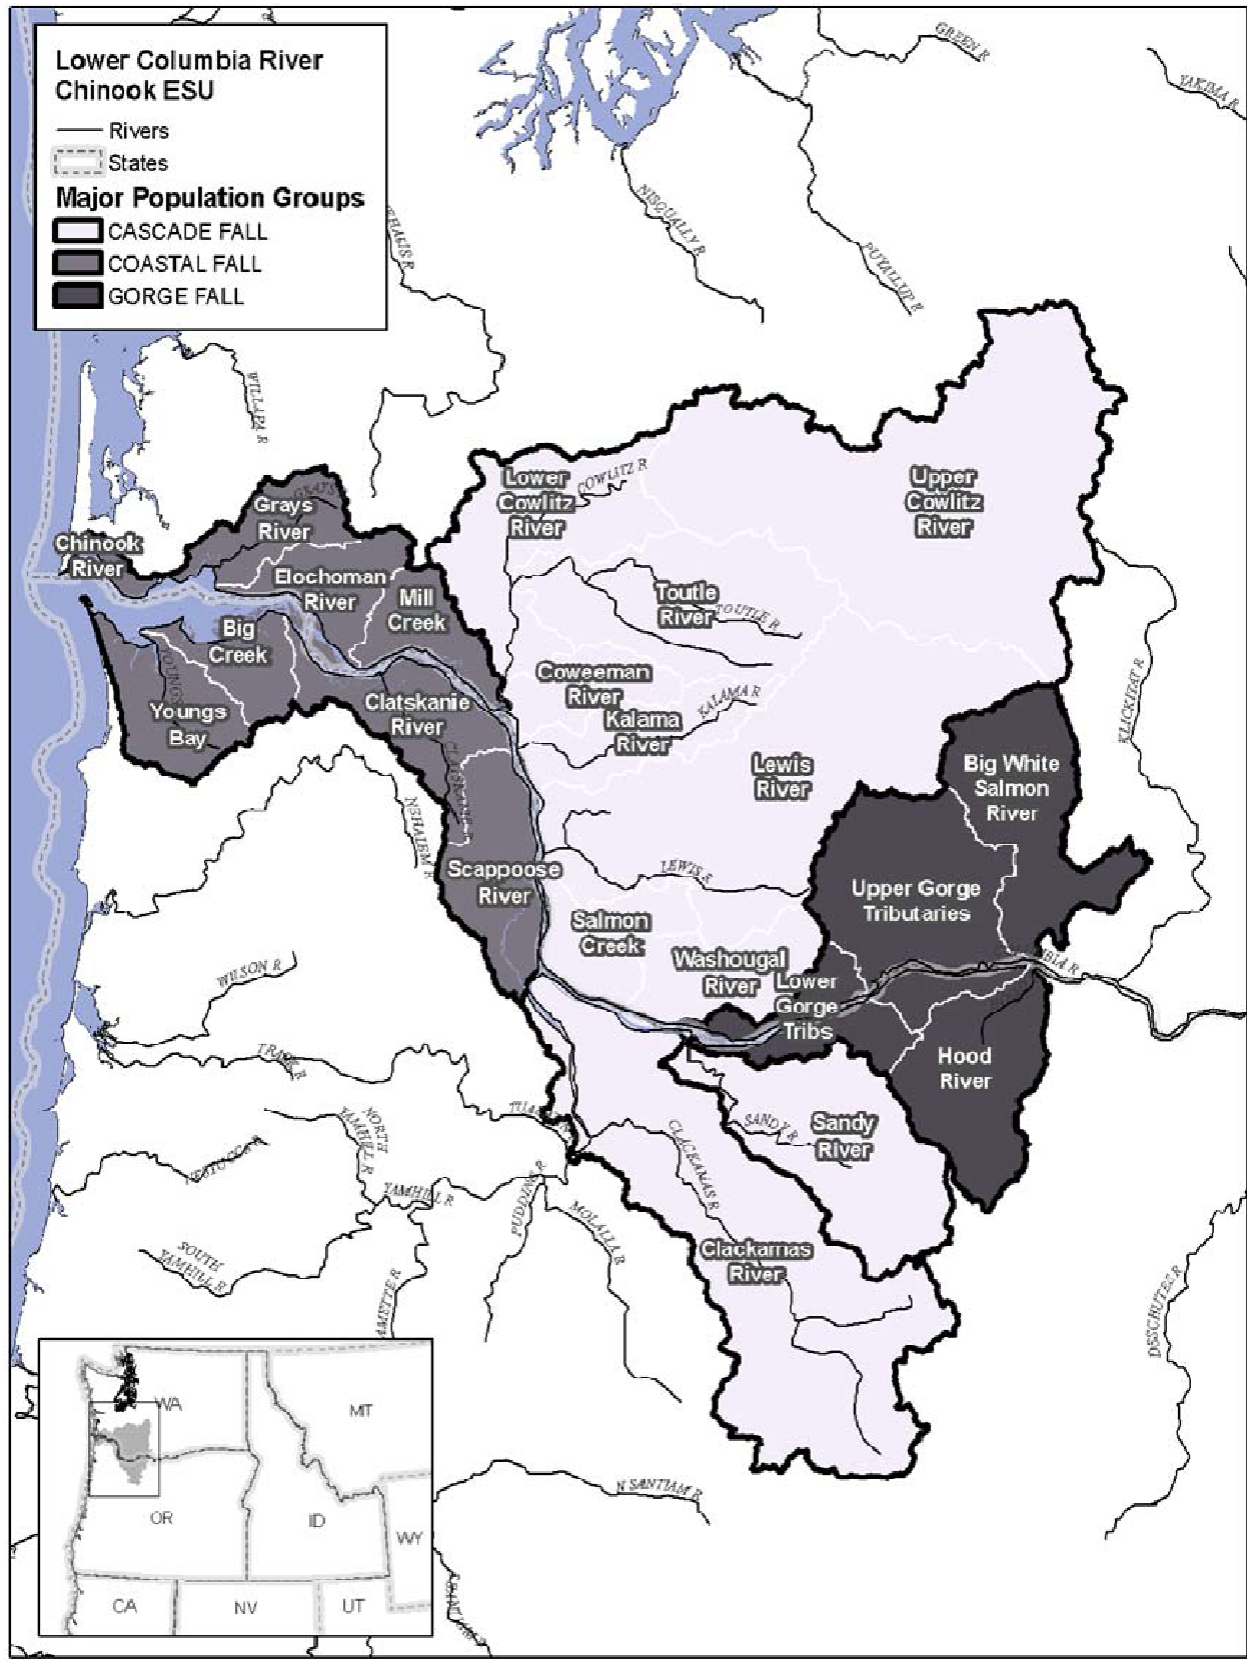 Lower Columbia River
Chinook ESU
Rivers
States
Major Population Groups
CASCADE FALL
COASTAL FALL
GORGE FALL
GREEN R
YAKIMA R
NISQUALLY R
PUYALLUP R
WILLAPA R
Lower
Cowlitz
River
COWLITZ R
Upper
Cowlitz
River
GRAYS
Grays
River
Chinook
River
Elochoman
River
Mill
Creek
Toutle
River
TOUTLE R
Big
Creek
Youngs
Bay
Clatskanie
River
Coweeman
River
Kalama
River
KALAMA R
KLICKITAT R
Lewis
River
Big White
Salmon
River
NEHALEM R
Scappoose
River
LEWIS R
Upper Gorge
Tributaries
Salmon
Creek
Washougal
River
Lower
Gorge
Tribs
WILSON R
Hood
River
TRASK R
NORTH
YAMHILL R
SANDY R
Sandy
River
CLACKAMAS R
NESTUCCA R
YAMHILL R
PUDDING R
MOLALLA R
SOUTH
YAMHILL R
Clackamas
River
DESCHUTES R
N SANTIAM R
WA
MT
OR
ID
WY
CA
NV
UT